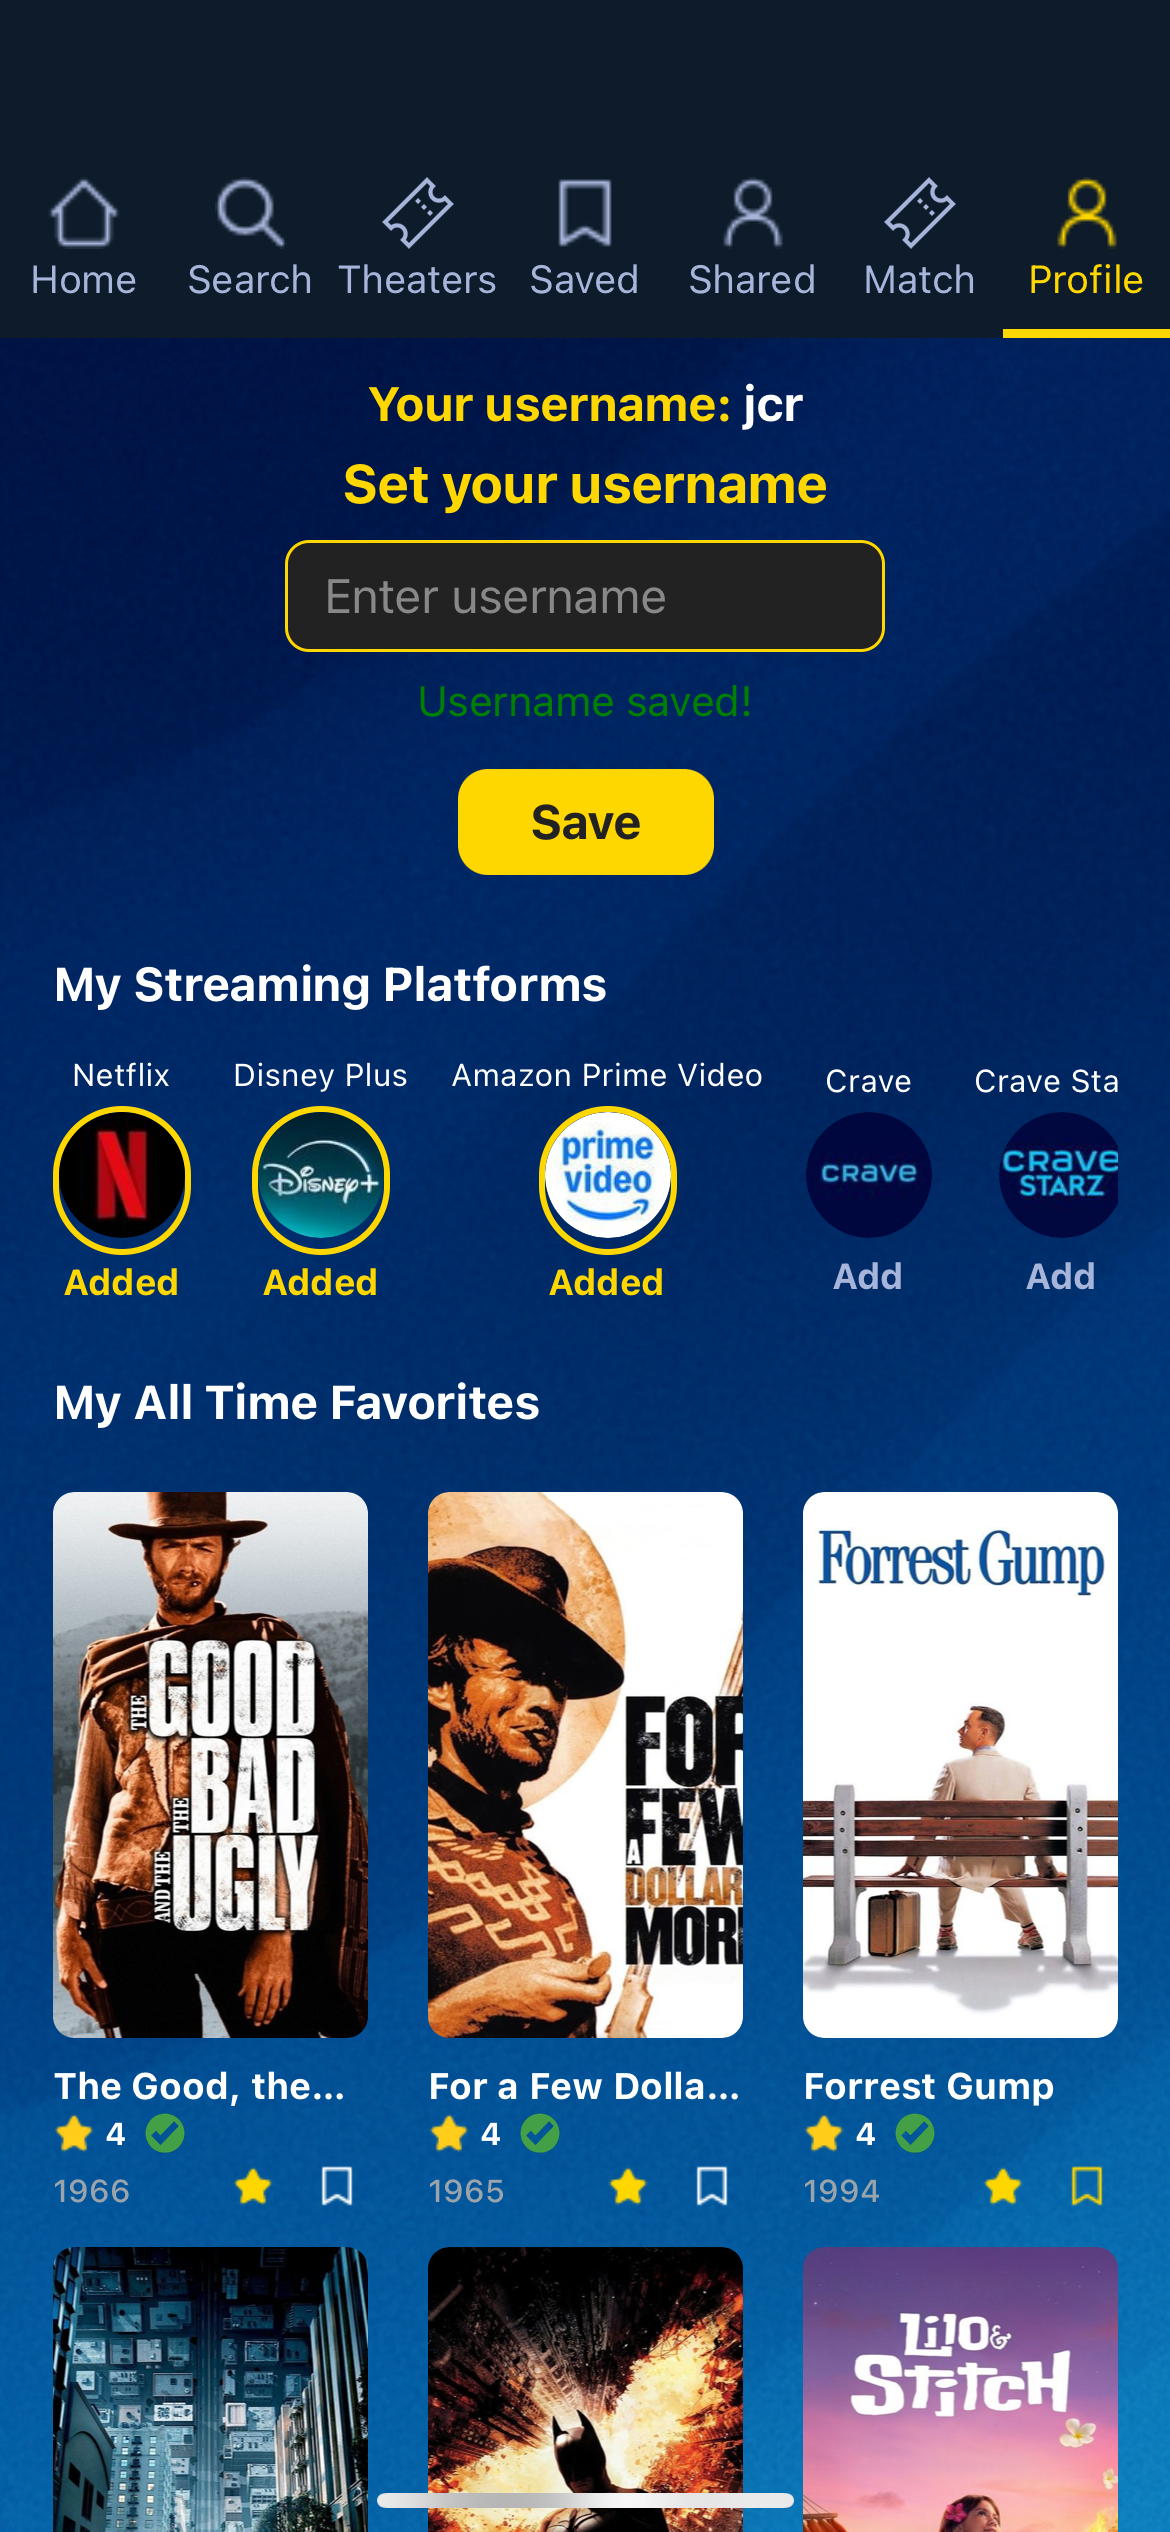 Home Search Theaters Saved Shared Match Profile
Your username: jcr
Set your username
Enter username
Username saved!
Save
My Streaming Platforms
Netflix Disney Plus Amazon Prime Video Crave Crave Sta
N Disney+ prime video CRAVE CRAVE STARZ
Added Added Added Add Add
My All Time Favorites
THE GOOD
THE BAD
AND THE UGLY
FOR
A FEW
DOLLAR
MOR
Forrest Gump
The Good, the... For a Few Dolla... Forrest Gump
4 4 4
1966 1965 1994
Lilo &
Stitch